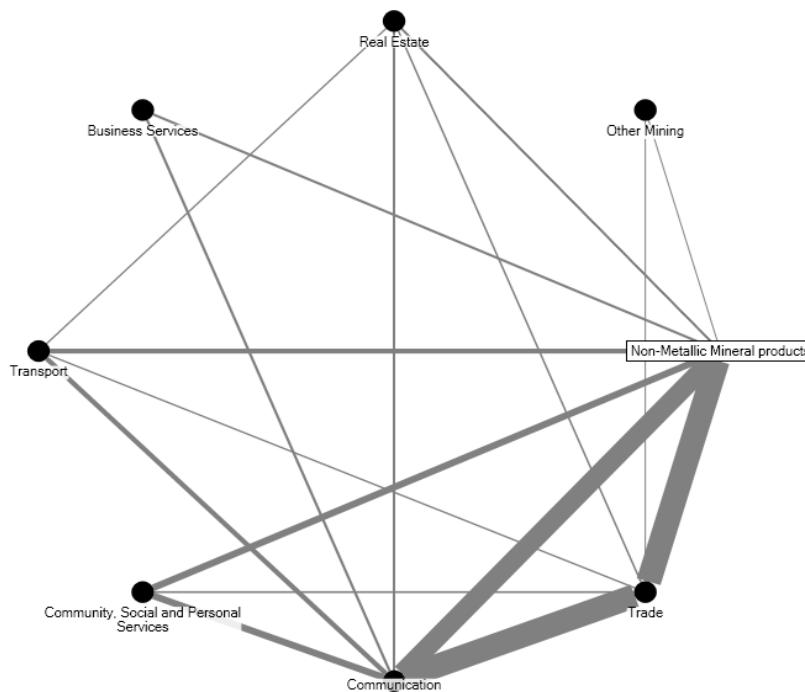 Real Estate
Business Services
Other Mining
Non-Metallic Mineral products
Transport
Community, Social and Personal
Services
Trade
Communication